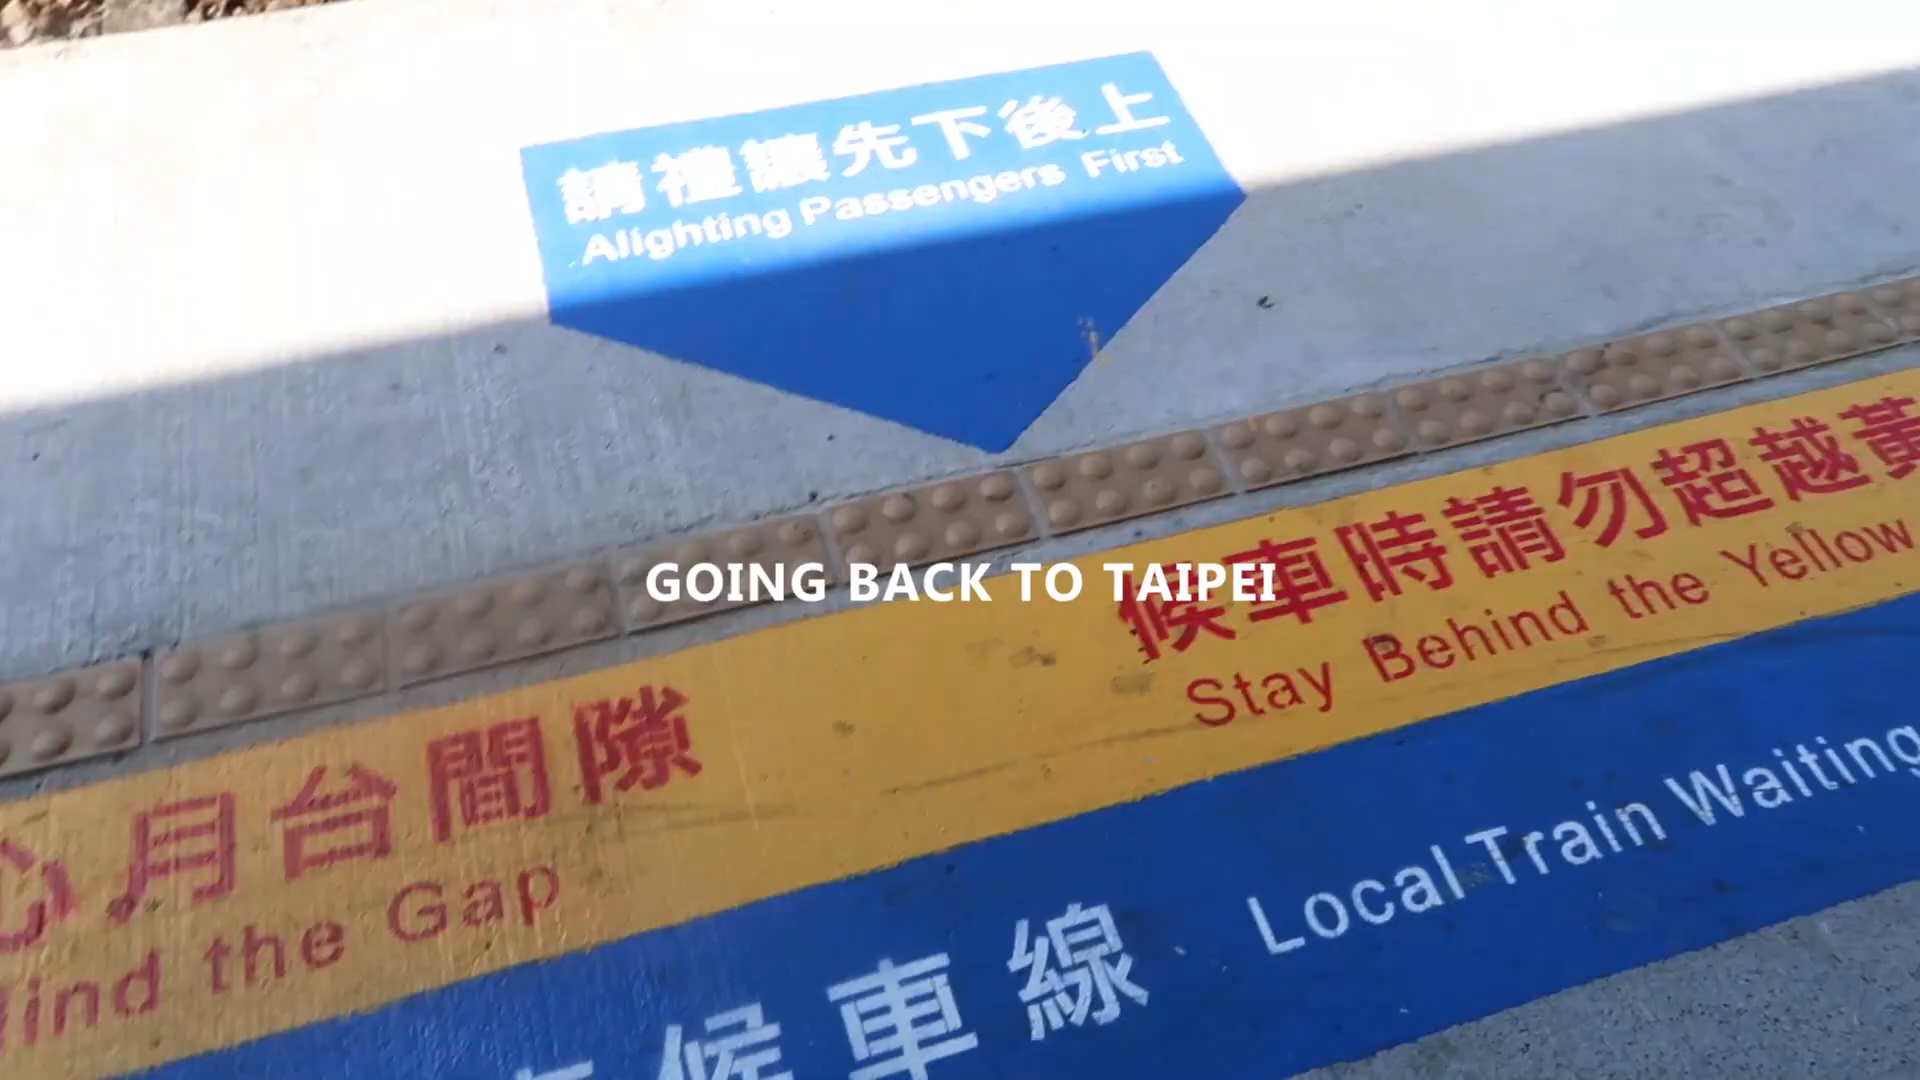 請禮讓先下後上
Alighting Passengers First
GOING BACK TO TAIPEI
候車時請勿超越黃
Stay Behind the Yellow
心月台間隙
the Gap
候車線
Local Train Waiting